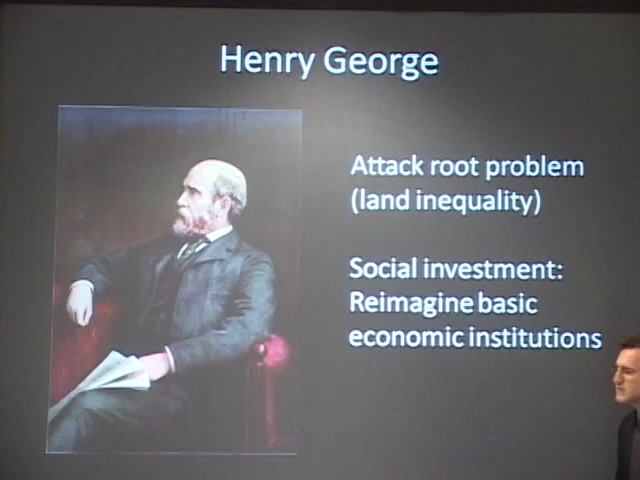 Henry George
Attack root problem
(land inequality)
Social investment:
Reimagine basic
economic institutions